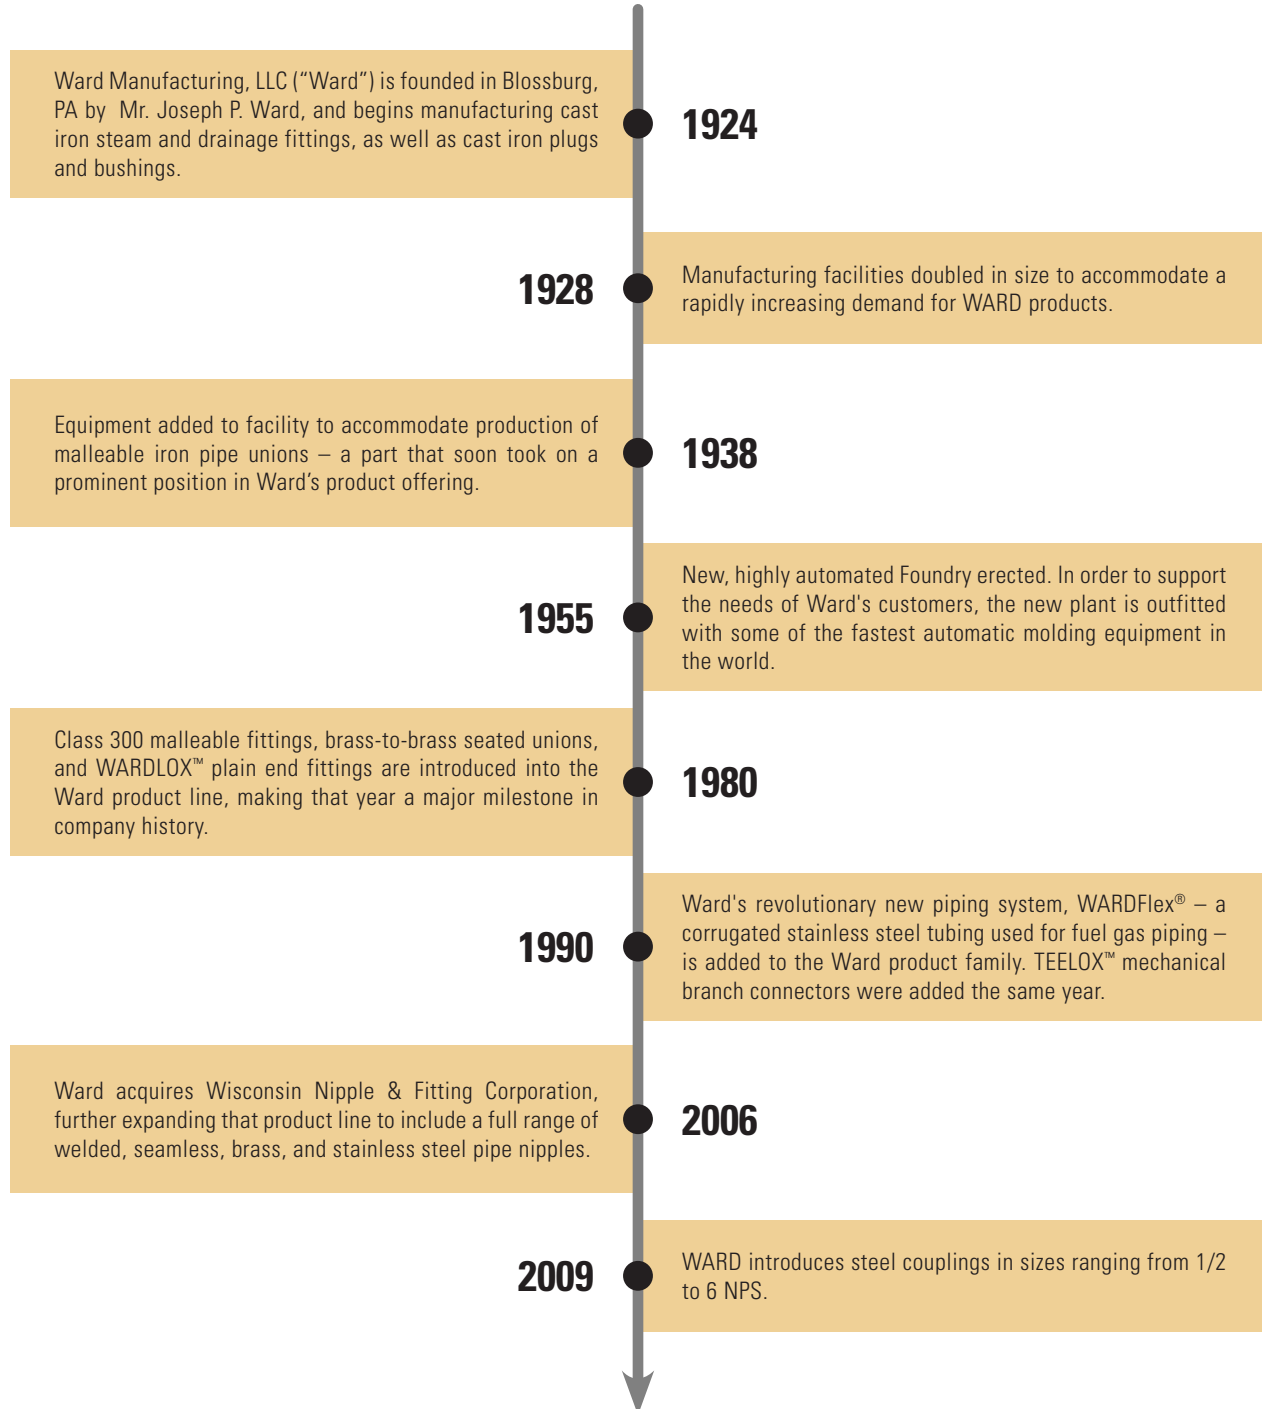 Ward Manufacturing, LLC (“Ward”) is founded in Blossburg,
PA by  Mr. Joseph P. Ward, and begins manufacturing cast
iron steam and drainage fittings, as well as cast iron plugs
and bushings.
1924
1928
Manufacturing facilities doubled in size to accommodate a
rapidly increasing demand for WARD products.
Equipment added to facility to accommodate production of
malleable iron pipe unions – a part that soon took on a
prominent position in Ward’s product offering.
1938
1955
New, highly automated Foundry erected. In order to support
the needs of Ward's customers, the new plant is outfitted
with some of the fastest automatic molding equipment in
the world.
Class 300 malleable fittings, brass-to-brass seated unions,
and WARDLOX™ plain end fittings are introduced into the
Ward product line, making that year a major milestone in
company history.
1980
1990
Ward's revolutionary new piping system, WARDFlex® – a
corrugated stainless steel tubing used for fuel gas piping –
is added to the Ward product family. TEELOX™ mechanical
branch connectors were added the same year.
Ward acquires Wisconsin Nipple & Fitting Corporation,
further expanding that product line to include a full range of
welded, seamless, brass, and stainless steel pipe nipples.
2006
2009
WARD introduces steel couplings in sizes ranging from 1/2
to 6 NPS.